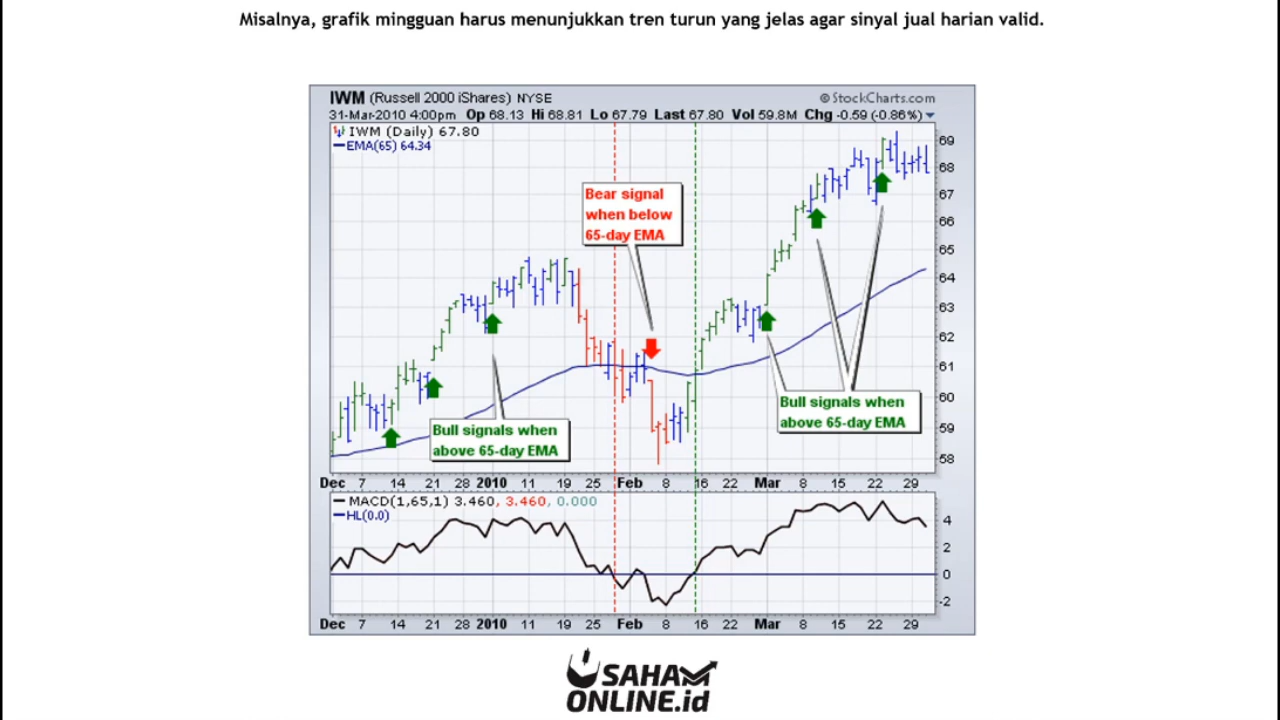 Misalnya, grafik mingguan harus menunjukkan tren turun yang jelas agar sinyal jual harian valid.
IWM (Russell 2000 iShares) NYSE
© StockCharts.com
31-Mar-2010 4:00pm Op 68.13 Hi 68.81 Lo 67.79 Last 67.80 Vol 59.8M Chg -0.59 (-0.86%)
IWM (Daily) 67.80
EMA(65) 64.34
69
68
67
66
65
64
63
62
61
60
59
58
Bear signal
when below
65-day EMA
Bull signals when
above 65-day EMA
Bull signals when
above 65-day EMA
Dec 7 14 21 28 2010 11 19 25 Feb 8 16 22 Mar 8 15 22 29
MACD(1,65,1) 3.460, 3.460, 0.000
HL(0.0)
4
2
0
-2
Dec 7 14 21 28 2010 11 19 25 Feb 8 16 22 Mar 8 15 22 29
SAHAM
ONLINE.id